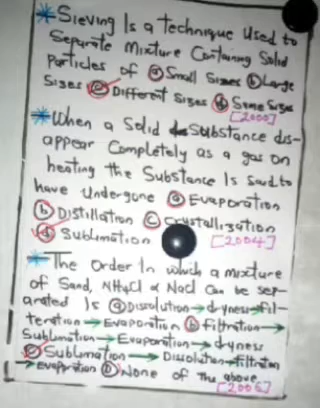 *Sieving Is a technique Used to
Separate Mixture Containing Solid
Particles of (a) Small Sizes (b) Large
Sizes (c) Different Sizes (d) Same Sizes
[2000]
*When a Solid Substance dis-
appear Completely as a gas on
heating the Substance Is Said to
have Undergone (a) Evaporation
(b) Distillation (c) Crystallization
(d) Sublimation [2004]
*The Order In which a mixture
of Sand, NH4Cl & NaCl Can be sep-
arated Is (a) Dissolution→dryness→fil-
teration→Evaporation (b) filtration→
Sublimation→Evaporation→dryness
(c) Sublimation→Dissolution→filtration
→Evaporation (D) None of the above
[2006]